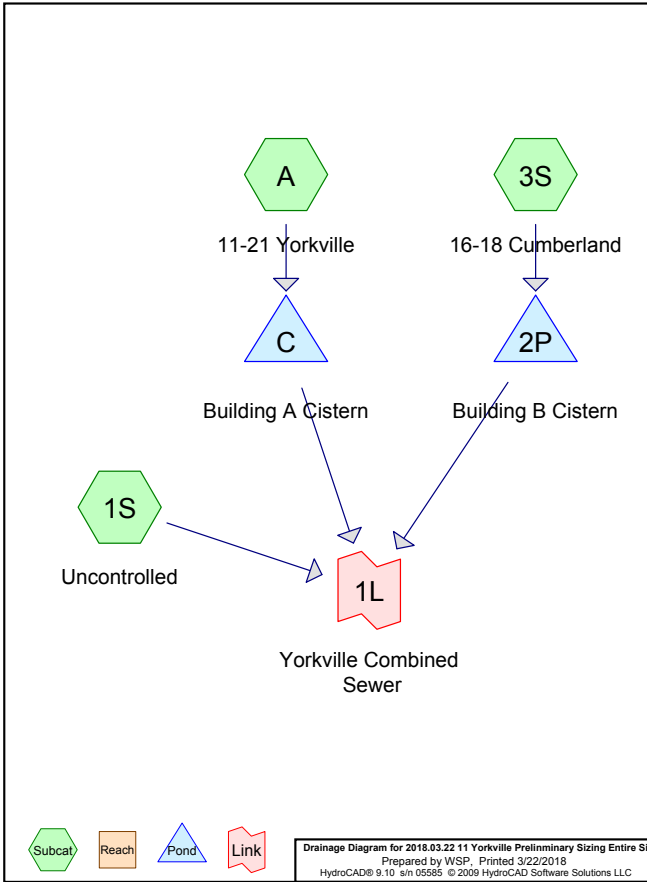 A
3S
11-21 Yorkville
16-18 Cumberland
C
2P
Building A Cistern
Building B Cistern
1S
Uncontrolled
1L
Yorkville Combined
Sewer
Subcat
Reach
Pond
Link
Drainage Diagram for 2018.03.22 11 Yorkville Prelinminary Sizing Entire Si
Prepared by WSP, Printed 3/22/2018
HydroCAD® 9.10 s/n 05585 © 2009 HydroCAD Software Solutions LLC